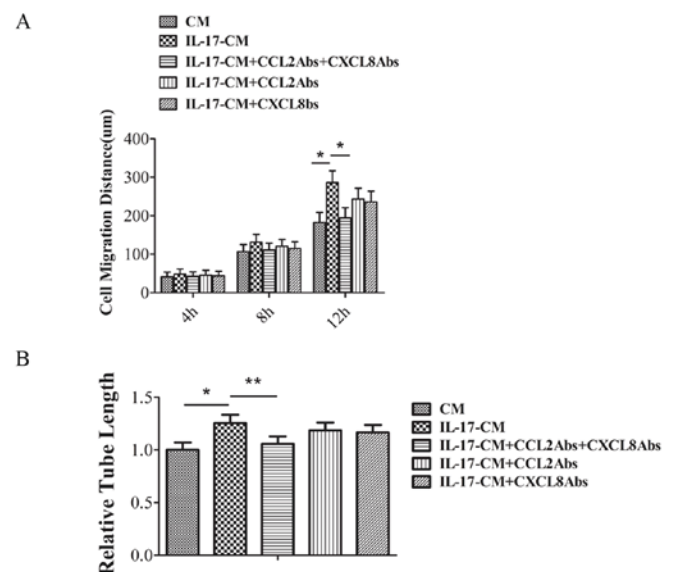 A
CM
IL-17-CM
IL-17-CM+CCL2Abs+CXCL8Abs
IL-17-CM+CCL2Abs
IL-17-CM+CXCL8bs
Cell Migration Distance(um)
400
300
200
100
0
* *
4h 8h 12h
B
Relative Tube Length
1.5
1.0
0.5
0.0
* **
CM
IL-17-CM
IL-17-CM+CCL2Abs+CXCL8Abs
IL-17-CM+CCL2Abs
IL-17-CM+CXCL8Abs